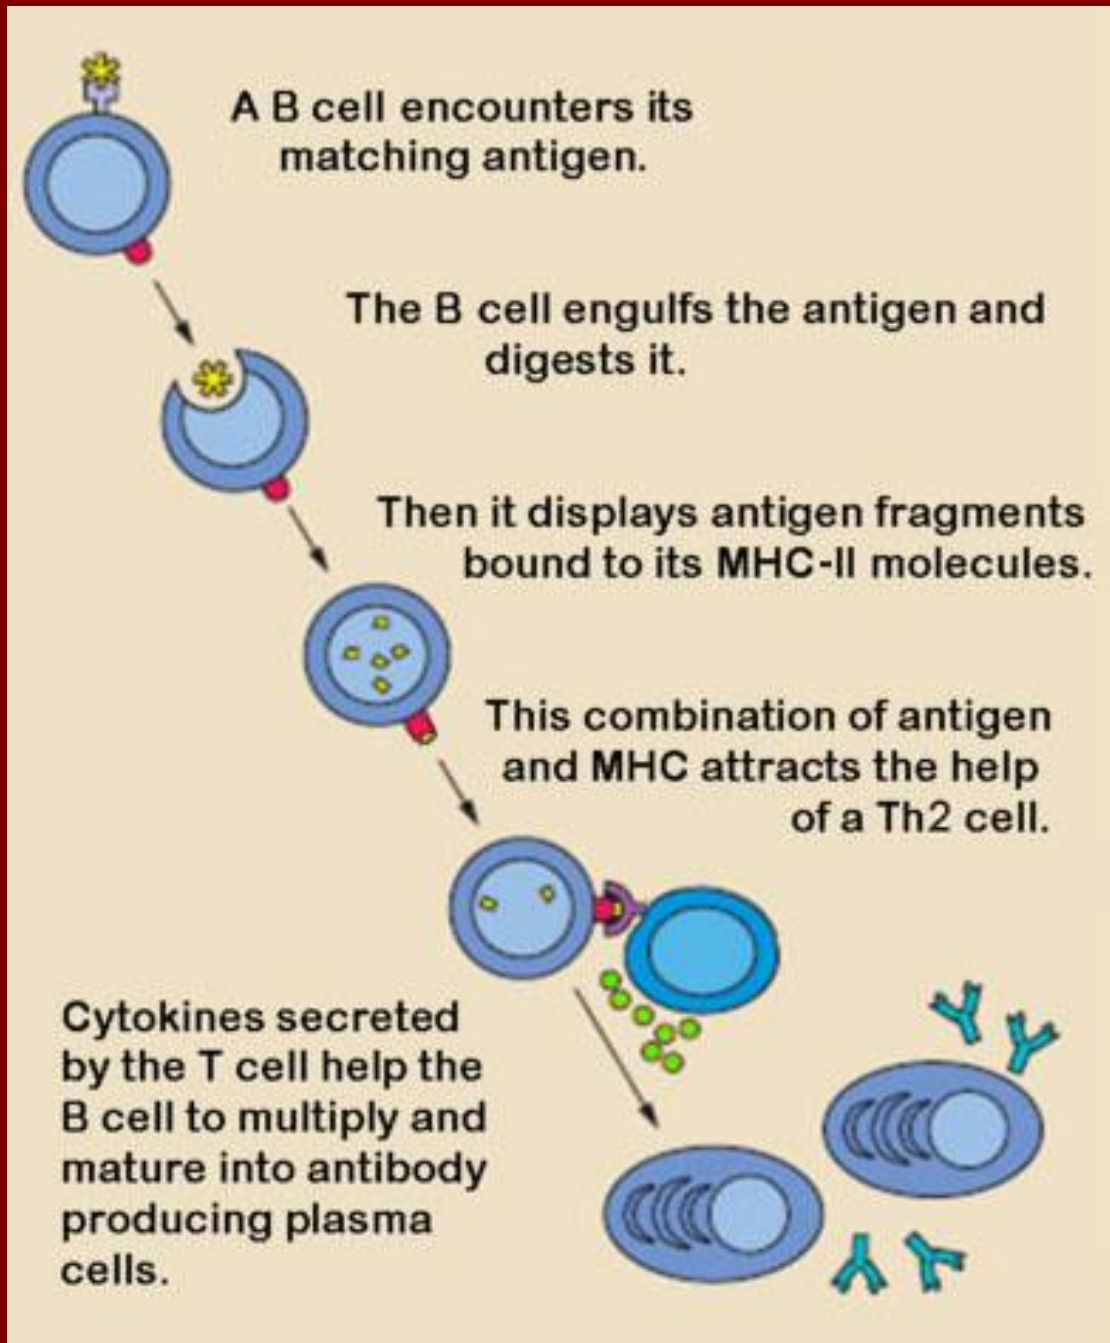 A B cell encounters its
matching antigen.
The B cell engulfs the antigen and
digests it.
Then it displays antigen fragments
bound to its MHC-II molecules.
This combination of antigen
and MHC attracts the help
of a Th2 cell.
Cytokines secreted
by the T cell help the
B cell to multiply and
mature into antibody
producing plasma
cells.